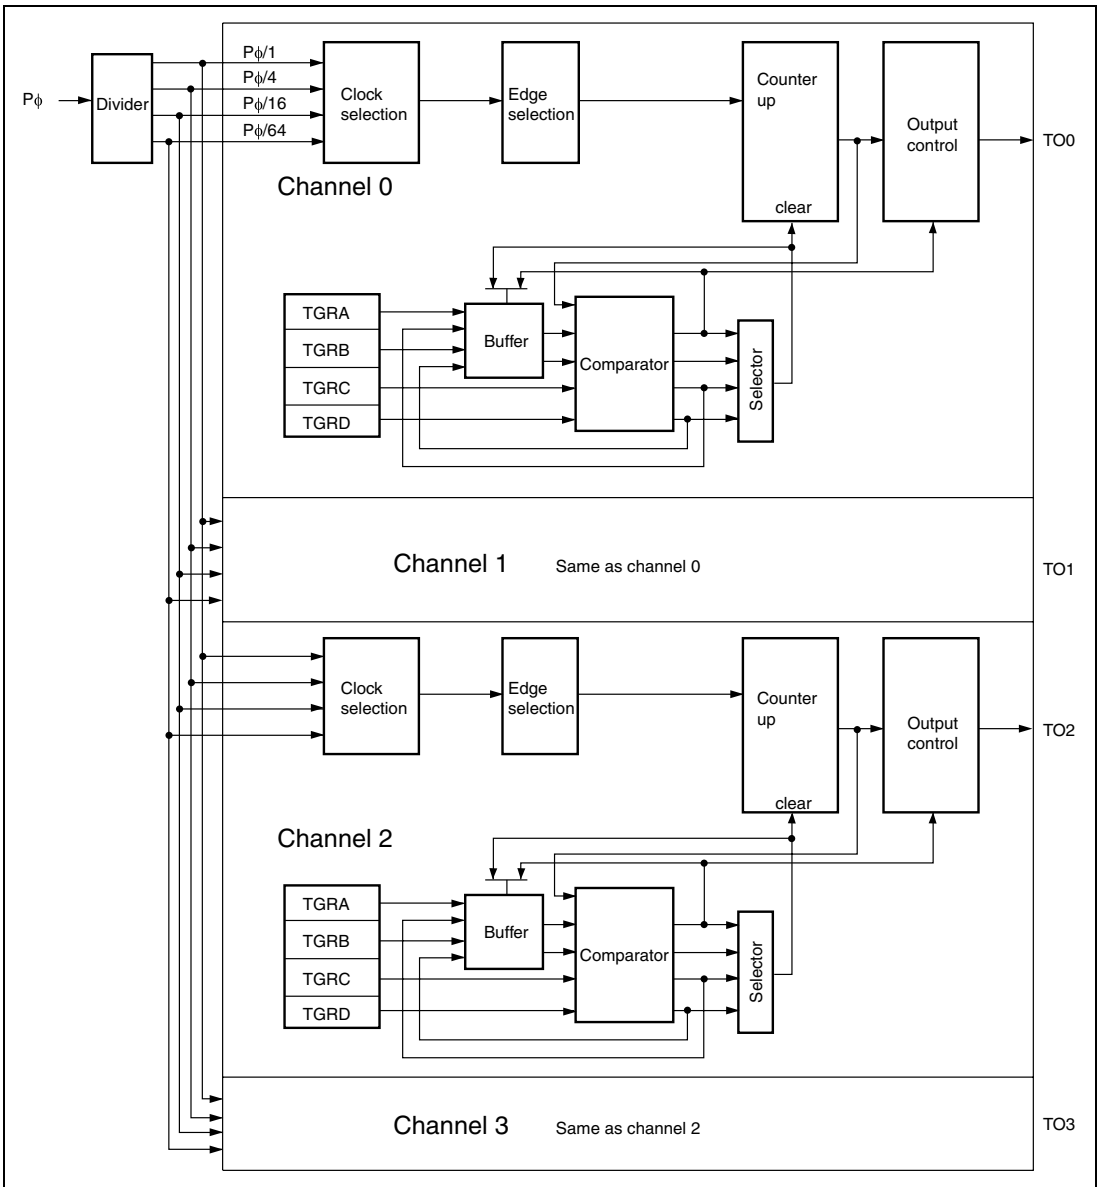 Pϕ
Divider
Pϕ/1
Pϕ/4
Pϕ/16
Pϕ/64
Clock
selection
Edge
selection
Counter
up
clear
Output
control
TO0
Channel 0
TGRA
TGRB
TGRC
TGRD
Buffer
Comparator
Selector
Channel 1
Same as channel 0
TO1
Clock
selection
Edge
selection
Counter
up
clear
Output
control
TO2
Channel 2
TGRA
TGRB
TGRC
TGRD
Buffer
Comparator
Selector
Channel 3
Same as channel 2
TO3